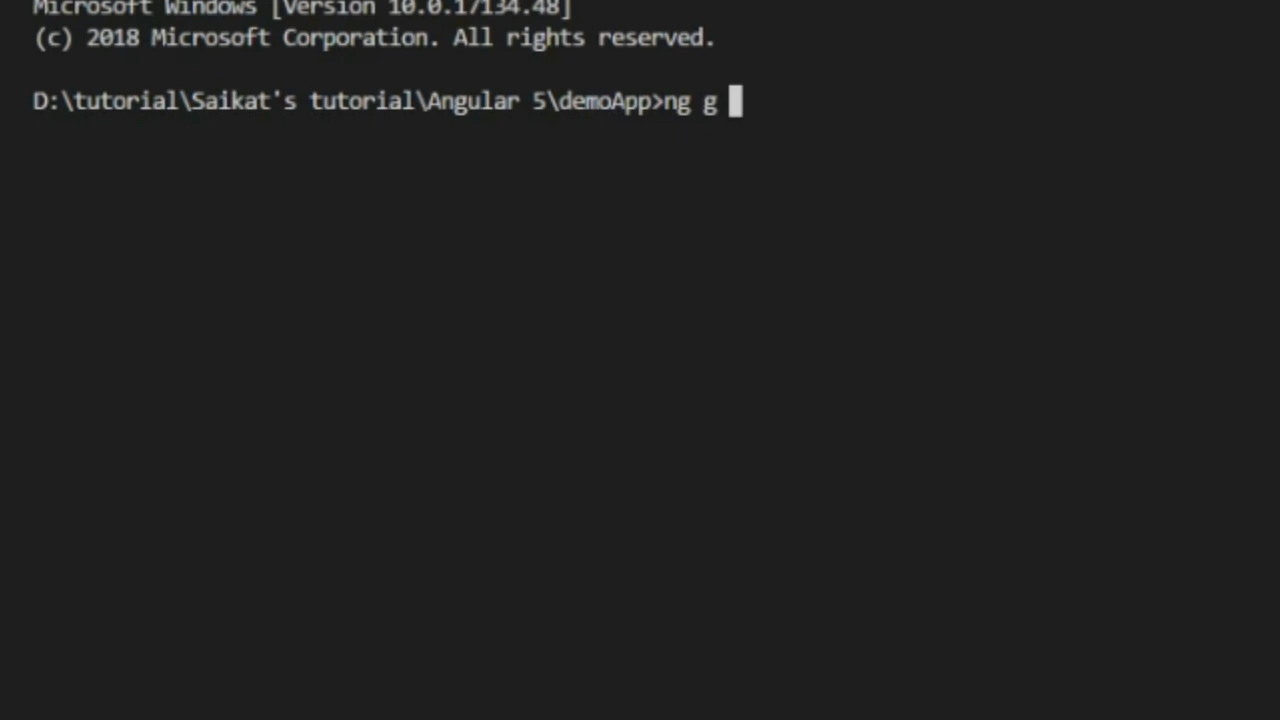 Microsoft Windows [Version 10.0.17134.48]
(c) 2018 Microsoft Corporation. All rights reserved.
D:\tutorial\Saikat's tutorial\Angular 5\demoApp>ng g